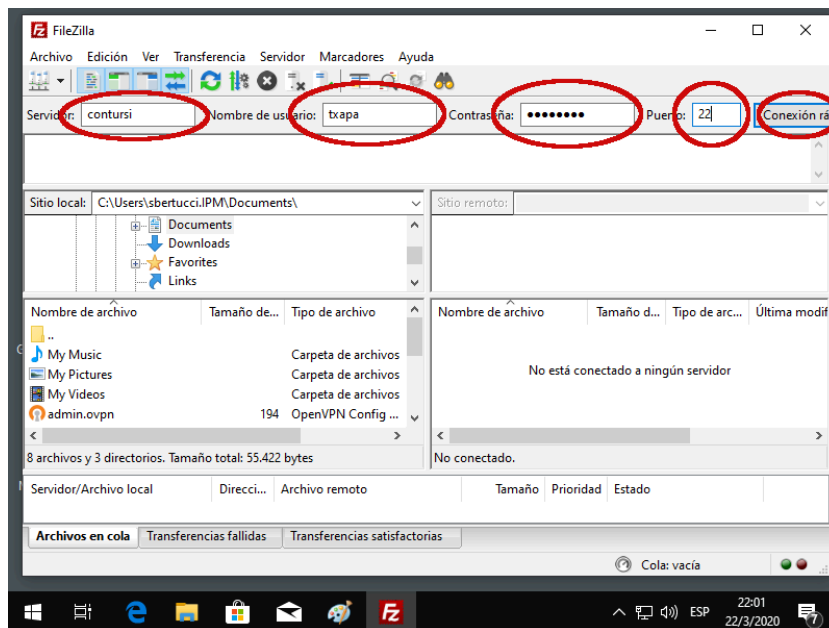 FileZilla
Archivo Edición Ver Transferencia Servidor Marcadores Ayuda
Servidor: contursi Nombre de usuario: txapa Contraseña: •••••••• Puerto: 22 Conexión rá
Sitio local: C:\Users\sbertucci.IPM\Documents\ Sitio remoto:
Documents
Downloads
Favorites
Links
Nombre de archivo Tamaño de... Tipo de archivo Nombre de archivo Tamaño d... Tipo de arc... Última modif
..
My Music Carpeta de archivos
My Pictures Carpeta de archivos
My Videos Carpeta de archivos
admin.ovpn 194 OpenVPN Config ...
No está conectado a ningún servidor
8 archivos y 3 directorios. Tamaño total: 55.422 bytes No conectado.
Servidor/Archivo local Direcci... Archivo remoto Tamaño Prioridad Estado
Archivos en cola Transferencias fallidas Transferencias satisfactorias
Cola: vacía
ESP 22:01
22/3/2020 7